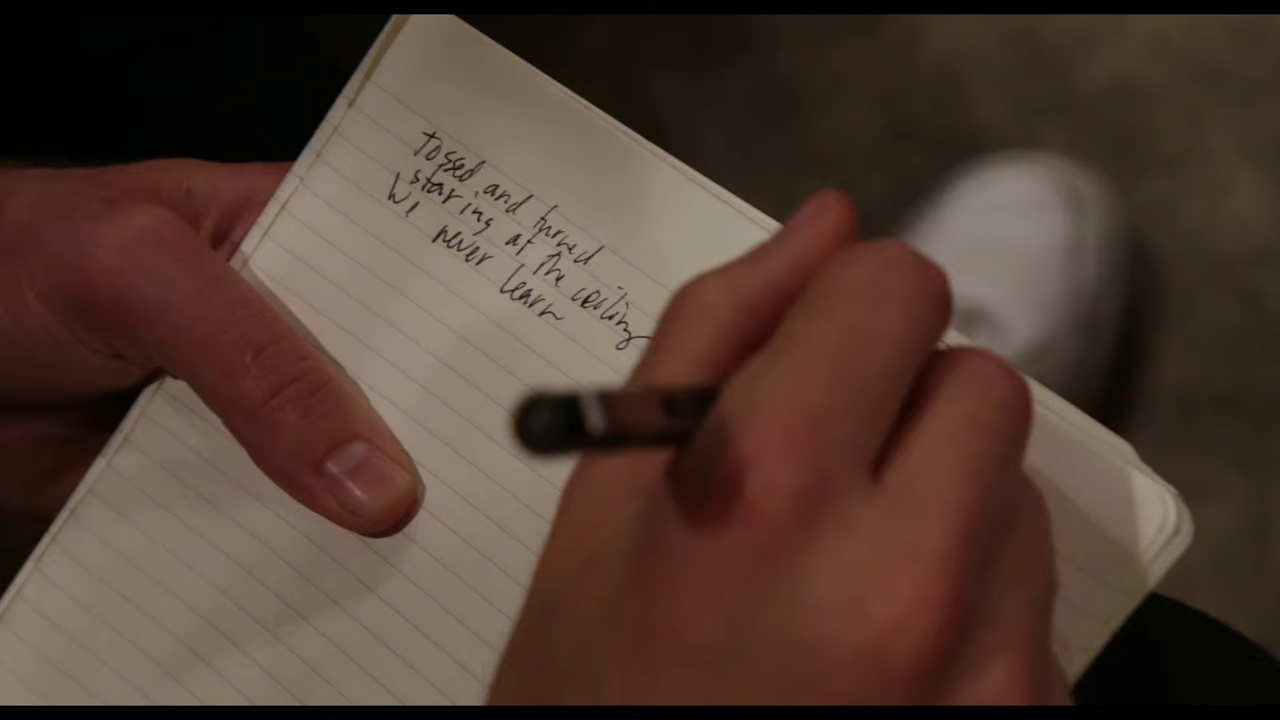 Tossed and turned
staring at the ceiling
We never learn